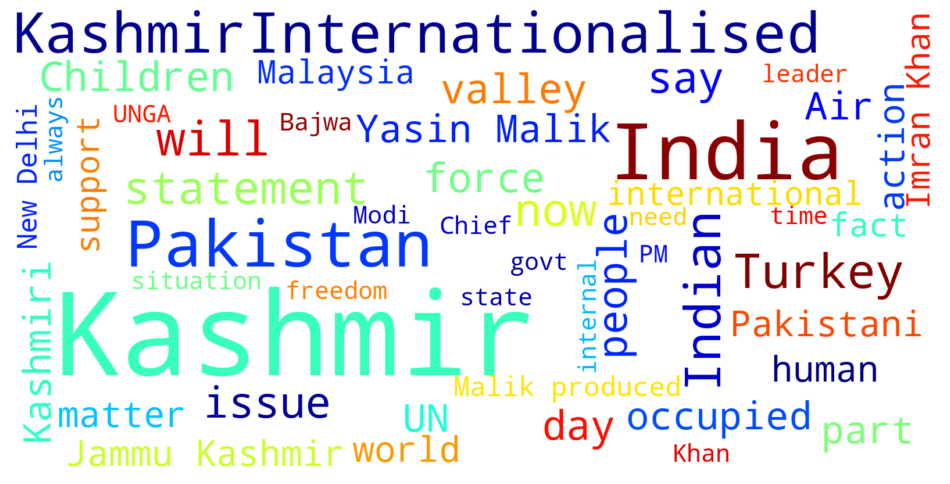 KashmirInternationalised
Children
Malaysia
valley
say
leader
Imran Khan
Air
action
New Delhi
always
UNGA
support
will
Bajwa
Yasin Malik
India
statement
force
international
now
need
time
fact
Modi
Chief
Pakistan
people
Indian
PM
govt
Turkey
situation
freedom
state
internal
Kashmiri
Kashmir
Pakistani
human
Malik produced
matter
issue
UN
day
occupied
part
Jammu Kashmir
world
Khan